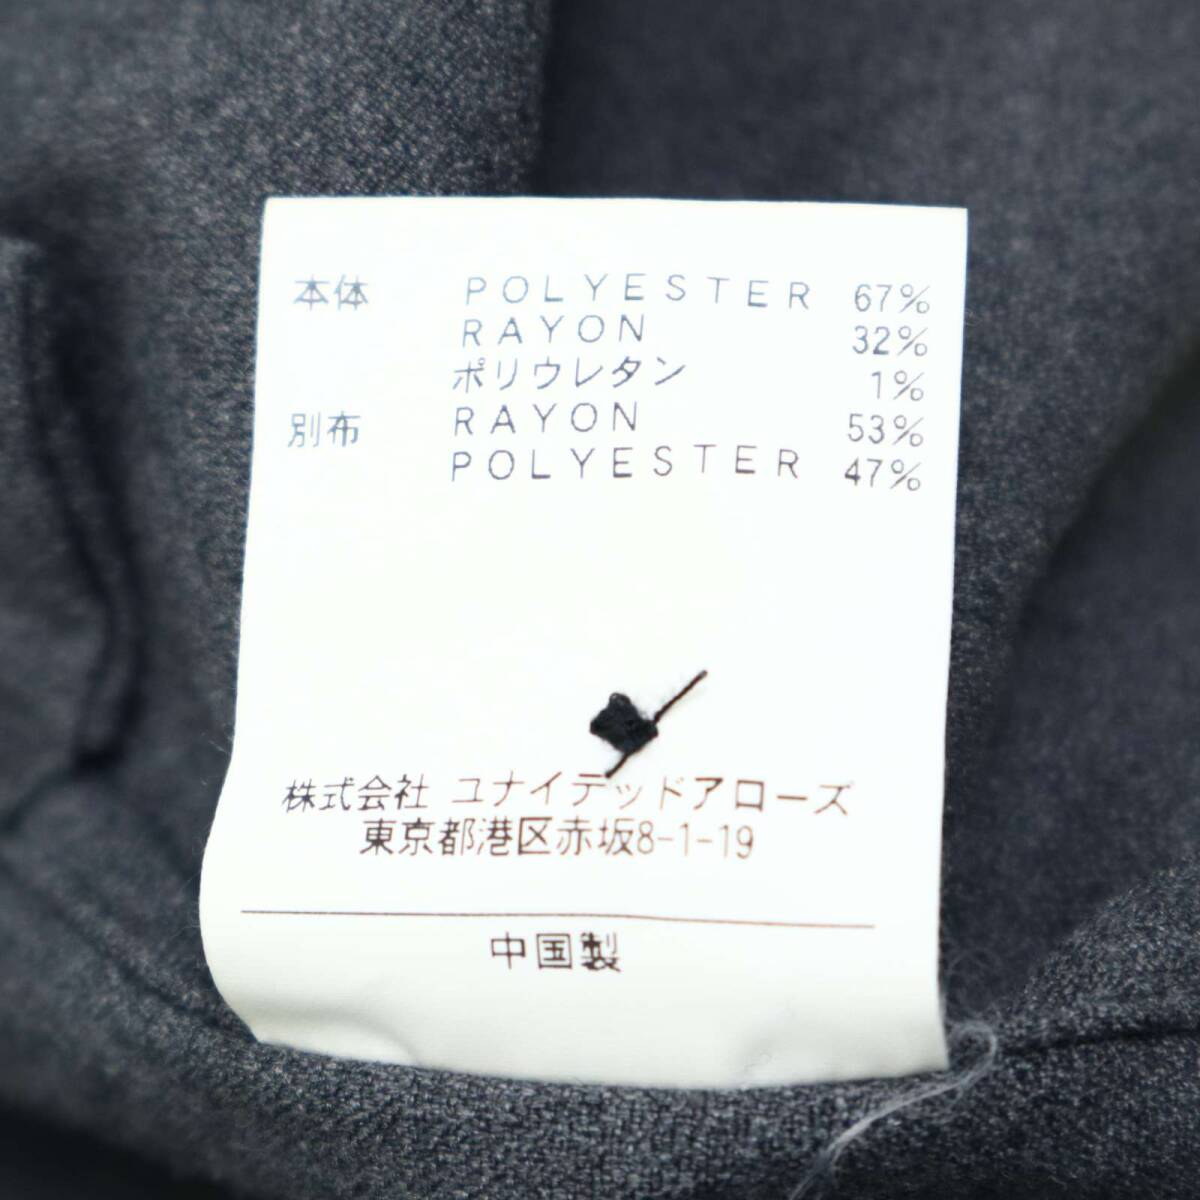 本体 POLYESTER 67%
RAYON 32%
ポリウレタン 1%
別布 RAYON 53%
POLYESTER 47%
株式会社 ユナイテッドアローズ
東京都港区赤坂8-1-19
中国製